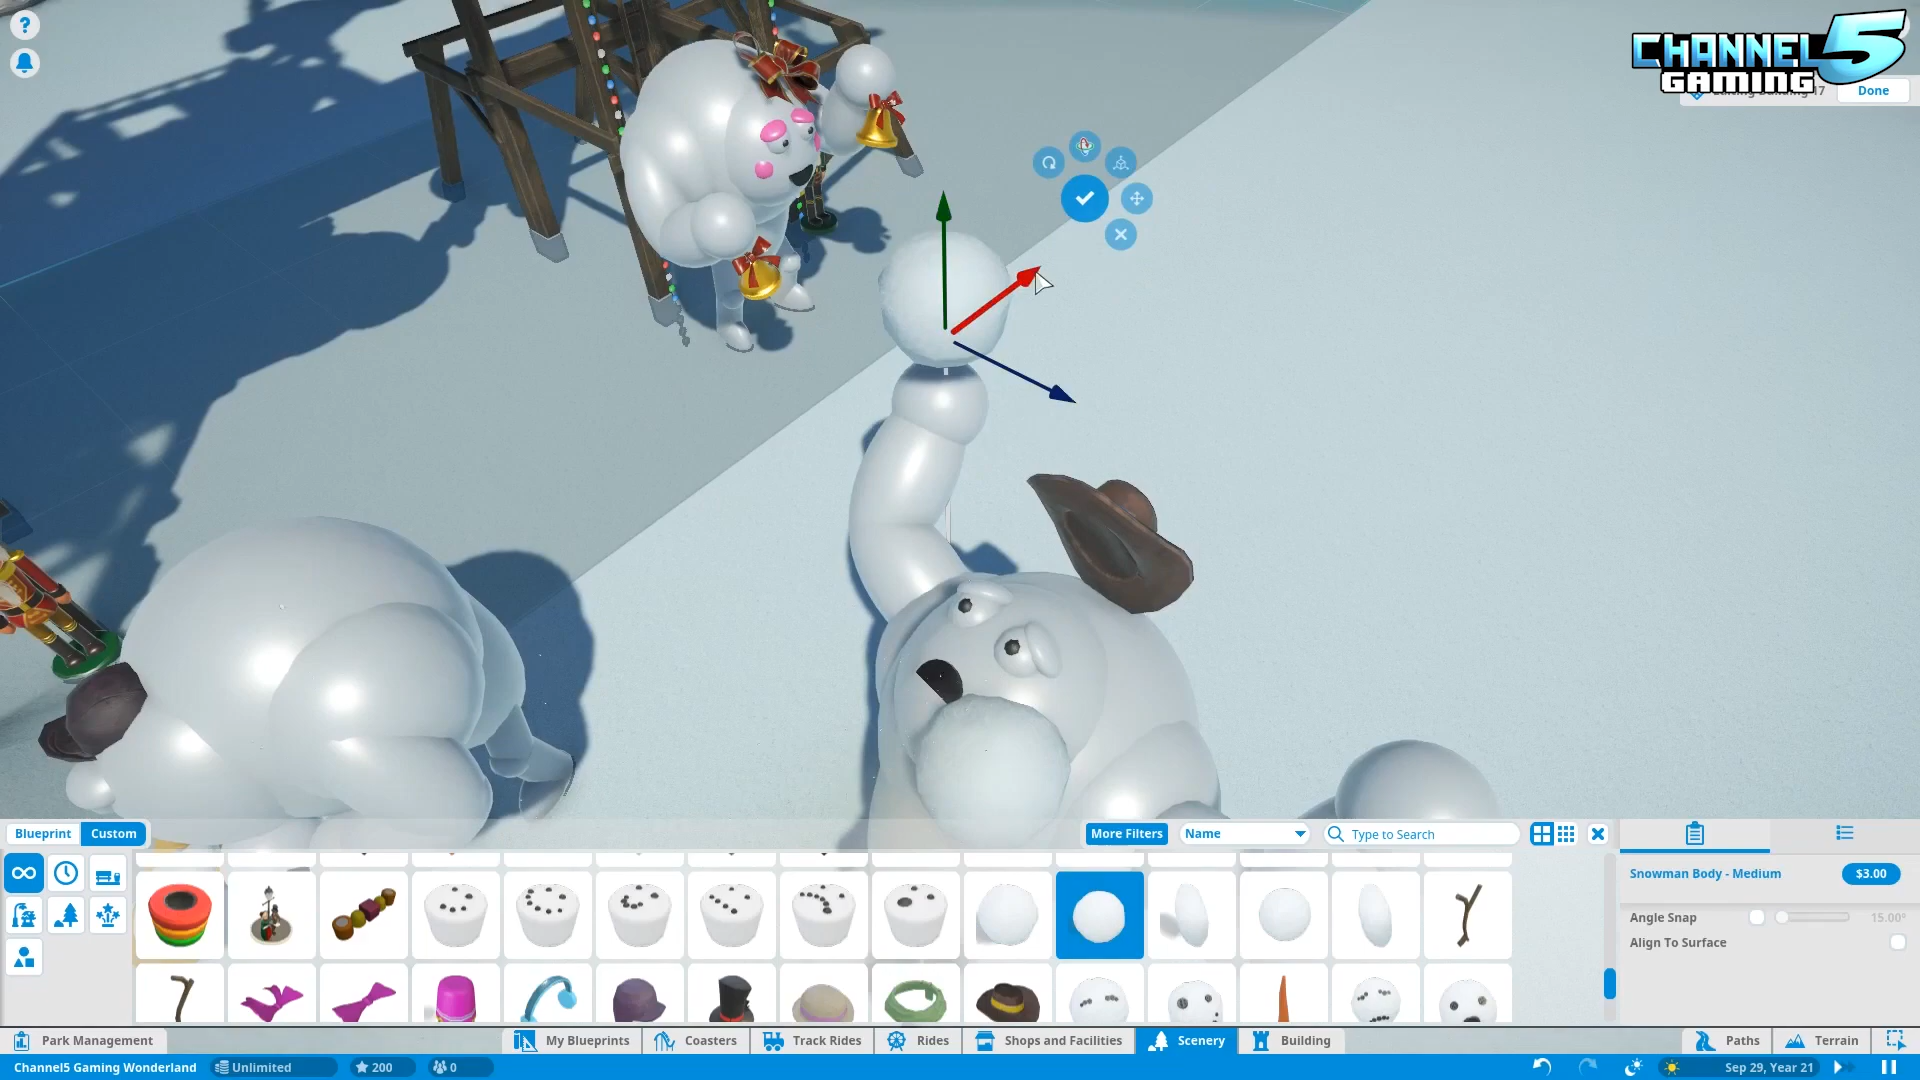 CHANNEL 5
GAMING
Done
Blueprint
Custom
More Filters
Name
Type to Search
Snowman Body - Medium
$3.00
Angle Snap
15.00°
Align To Surface
Park Management
My Blueprints
Coasters
Track Rides
Rides
Shops and Facilities
Scenery
Building
Paths
Terrain
Channel5 Gaming Wonderland
Unlimited
200
0
Sep 29, Year 21